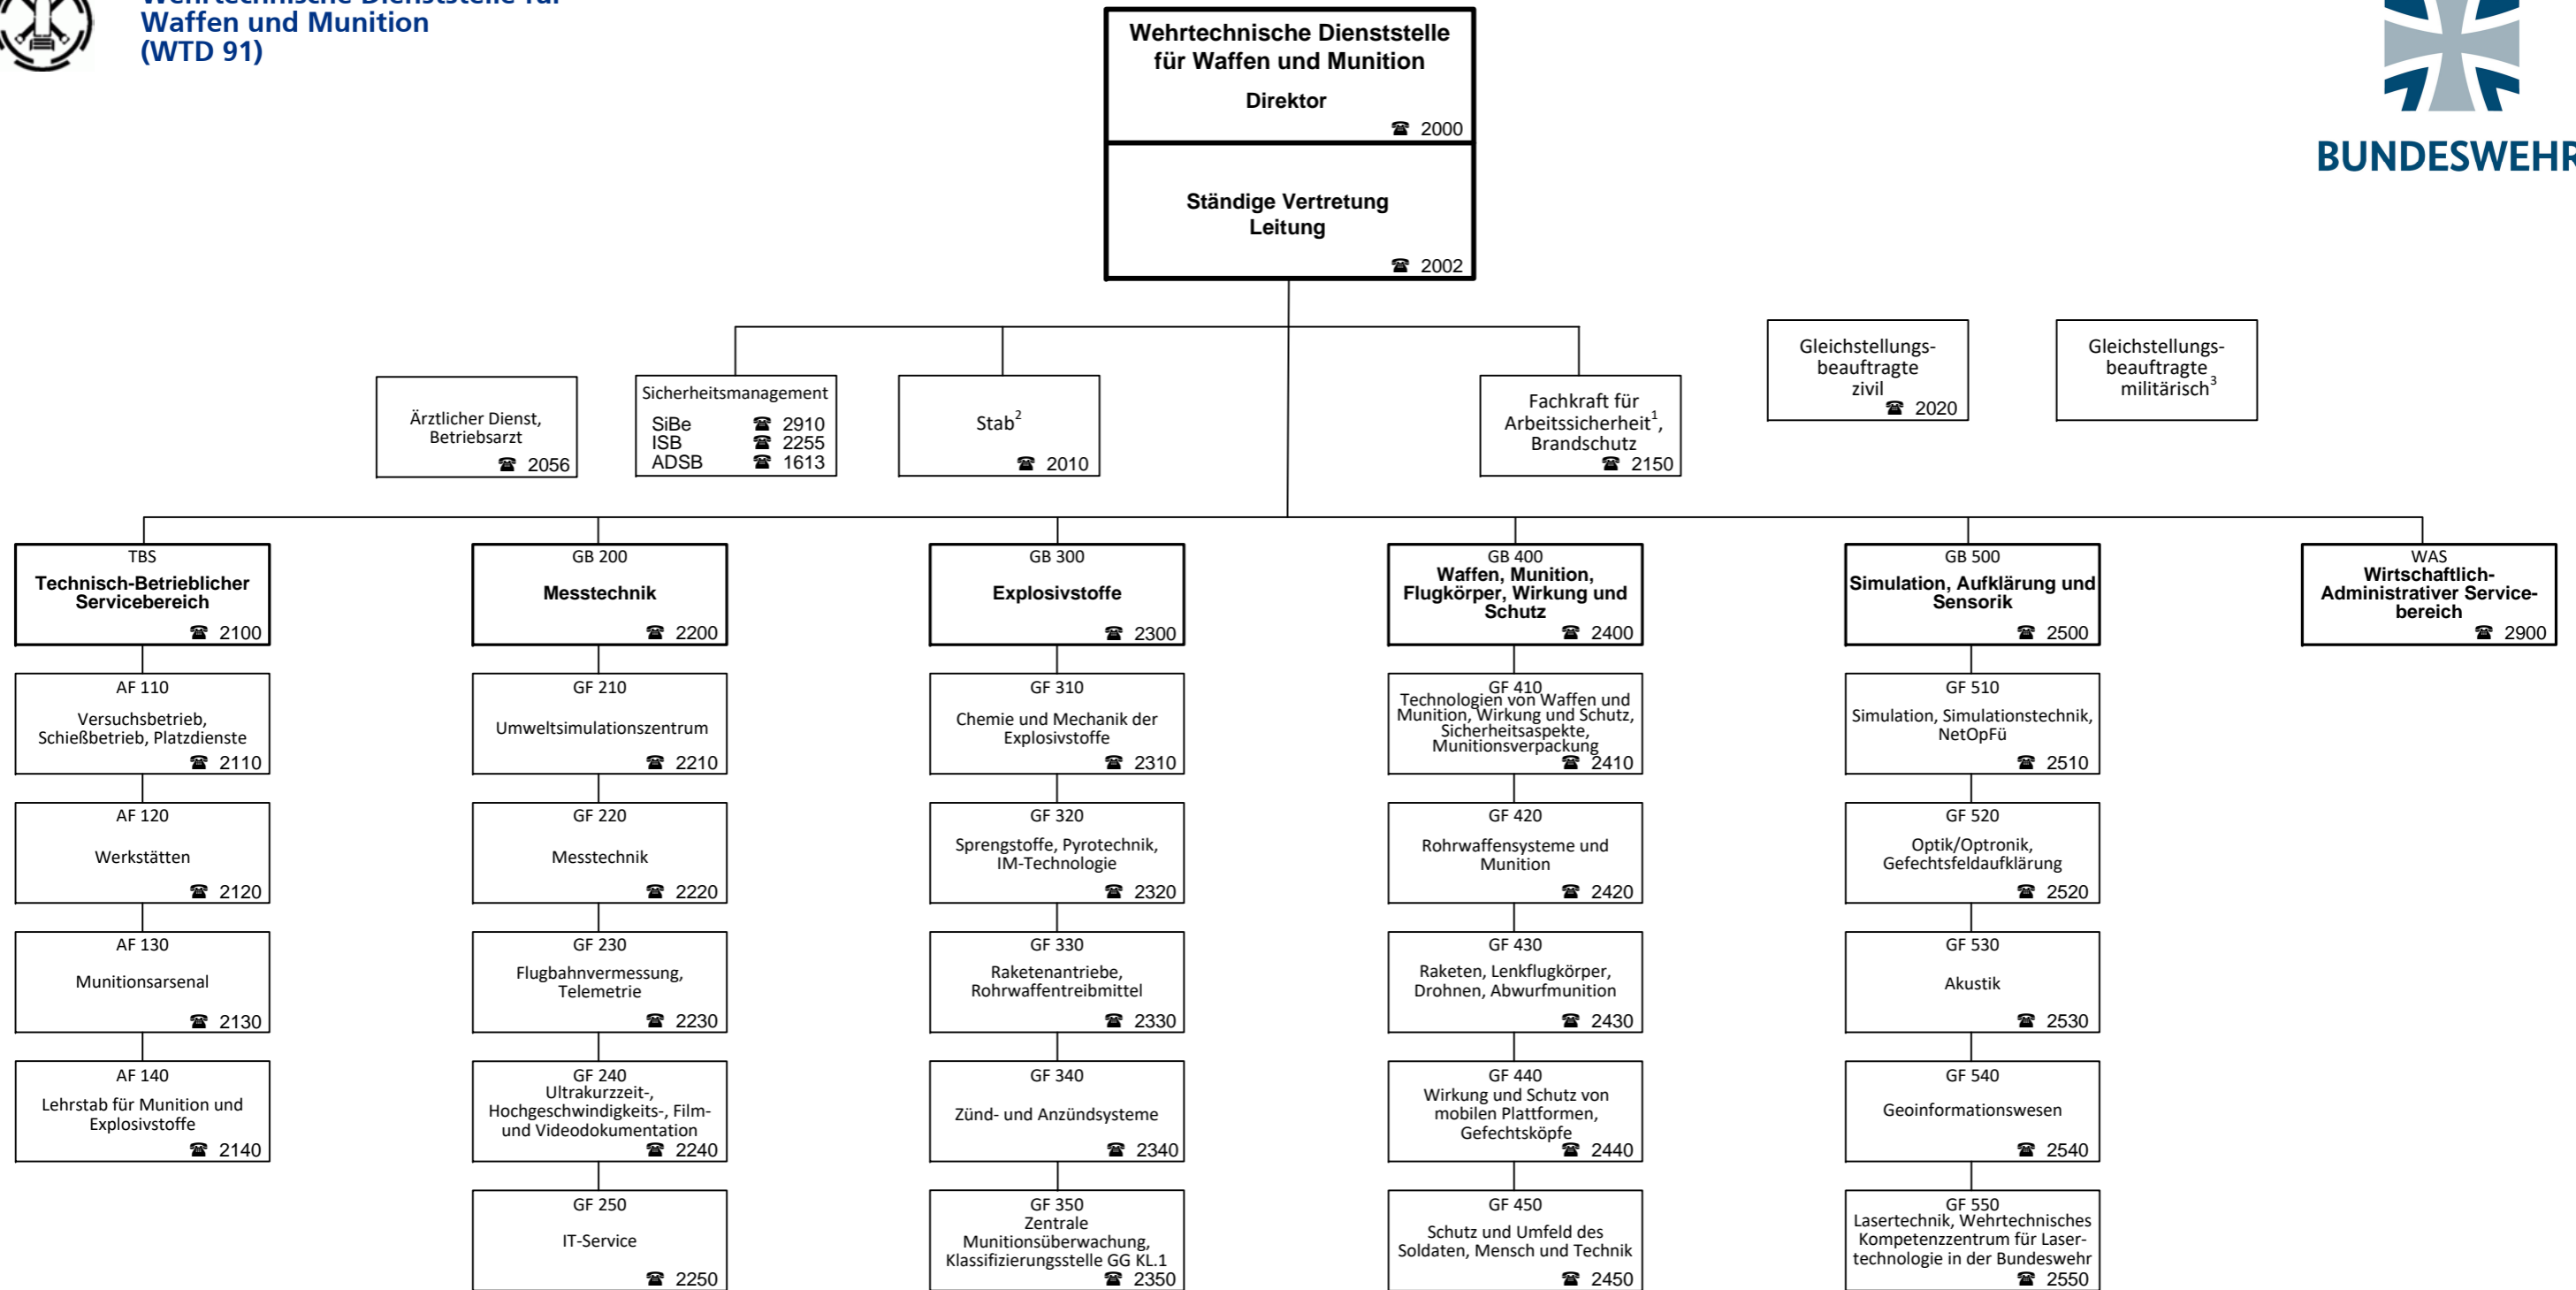 Wehrtechnische Dienststelle für
Waffen und Munition
(WTD 91)
Wehrtechnische Dienststelle
für Waffen und Munition
Direktor
☎ 2000
Ständige Vertretung
Leitung
☎ 2002
BUNDESWEHR
Ärztlicher Dienst,
Betriebsarzt
☎ 2056
Sicherheitsmanagement
SiBe ☎ 2910
ISB ☎ 2255
ADSB ☎ 1613
Stab²
☎ 2010
Fachkraft für
Arbeitssicherheit¹,
Brandschutz
☎ 2150
Gleichstellungs-
beauftragte
zivil
☎ 2020
Gleichstellungs-
beauftragte
militärisch³
TBS
Technisch-Betrieblicher
Servicebereich
☎ 2100
AF 110
Versuchsbetrieb,
Schießbetrieb, Platzdienste
☎ 2110
AF 120
Werkstätten
☎ 2120
AF 130
Munitionsarsenal
☎ 2130
AF 140
Lehrstab für Munition und
Explosivstoffe
☎ 2140
GB 200
Messtechnik
☎ 2200
GF 210
Umweltsimulationszentrum
☎ 2210
GF 220
Messtechnik
☎ 2220
GF 230
Flugbahnvermessung,
Telemetrie
☎ 2230
GF 240
Ultrakurzzeit-,
Hochgeschwindigkeits-, Film-
und Videodokumentation
☎ 2240
GF 250
IT-Service
☎ 2250
GB 300
Explosivstoffe
☎ 2300
GF 310
Chemie und Mechanik der
Explosivstoffe
☎ 2310
GF 320
Sprengstoffe, Pyrotechnik,
IM-Technologie
☎ 2320
GF 330
Raketenantriebe,
Rohrwaffentreibmittel
☎ 2330
GF 340
Zünd- und Anzündsysteme
☎ 2340
GF 350
Zentrale
Munitionsüberwachung,
Klassifizierungsstelle GG KL.1
☎ 2350
GB 400
Waffen, Munition,
Flugkörper, Wirkung und
Schutz
☎ 2400
GF 410
Technologien von Waffen und
Munition, Wirkung und Schutz,
Sicherheitsaspekte,
Munitionsverpackung
☎ 2410
GF 420
Rohrwaffensysteme und
Munition
☎ 2420
GF 430
Raketen, Lenkflugkörper,
Drohnen, Abwurfmunition
☎ 2430
GF 440
Wirkung und Schutz von
mobilen Plattformen,
Gefechtsköpfe
☎ 2440
GF 450
Schutz und Umfeld des
Soldaten, Mensch und Technik
☎ 2450
GB 500
Simulation, Aufklärung und
Sensorik
☎ 2500
GF 510
Simulation, Simulationstechnik,
NetOpFü
☎ 2510
GF 520
Optik/Optronik,
Gefechtsfeldaufklärung
☎ 2520
GF 530
Akustik
☎ 2530
GF 540
Geoinformationswesen
☎ 2540
GF 550
Lasertechnik, Wehrtechnisches
Kompetenzzentrum für Laser-
technologie in der Bundeswehr
☎ 2550
WAS
Wirtschaftlich-
Administrativer Service-
bereich
☎ 2900